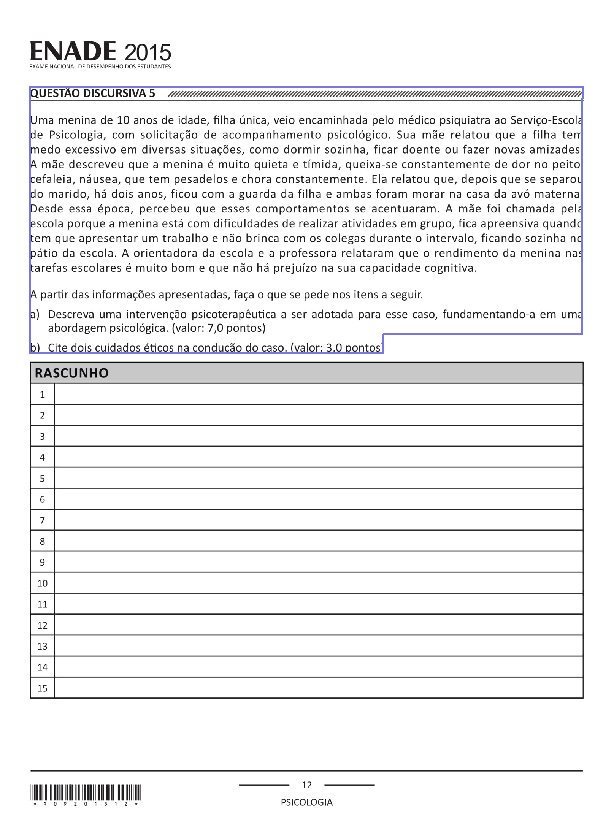 ENADE 2015
EXAME NACIONAL DE DESEMPENHO DOS ESTUDANTES
QUESTÃO DISCURSIVA 5
Uma menina de 10 anos de idade, filha única, veio encaminhada pelo médico psiquiatra ao Serviço-Escola
de Psicologia, com solicitação de acompanhamento psicológico. Sua mãe relatou que a filha tem
medo excessivo em diversas situações, como dormir sozinha, ficar doente ou fazer novas amizades.
A mãe descreveu que a menina é muito quieta e tímida, queixa-se constantemente de dor no peito,
cefaleia, náusea, que tem pesadelos e chora constantemente. Ela relatou que, depois que se separou
do marido, há dois anos, ficou com a guarda da filha e ambas foram morar na casa da avó materna.
Desde essa época, percebeu que esses comportamentos se acentuaram. A mãe foi chamada pela
escola porque a menina está com dificuldades de realizar atividades em grupo, fica apreensiva quando
tem que apresentar um trabalho e não brinca com os colegas durante o intervalo, ficando sozinha no
pátio da escola. A orientadora da escola e a professora relataram que o rendimento da menina nas
tarefas escolares é muito bom e que não há prejuízo na sua capacidade cognitiva.
A partir das informações apresentadas, faça o que se pede nos itens a seguir.
a) Descreva uma intervenção psicoterapêutica a ser adotada para esse caso, fundamentando-a em uma
abordagem psicológica. (valor: 7,0 pontos)
b) Cite dois cuidados éticos na condução do caso. (valor: 3,0 pontos)
RASCUNHO
1
2
3
4
5
6
7
8
9
10
11
12
13
14
15
12
PSICOLOGIA